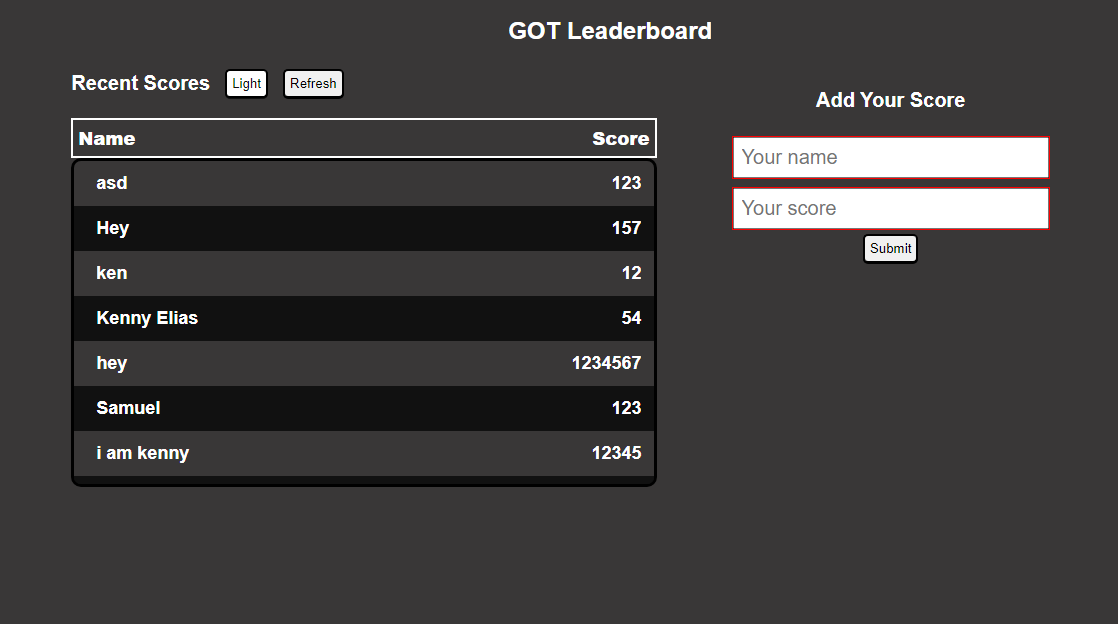 GOT Leaderboard
Recent Scores Light Refresh
Name Score
asd 123
Hey 157
ken 12
Kenny Elias 54
hey 1234567
Samuel 123
i am kenny 12345
Add Your Score
Your name
Your score
Submit